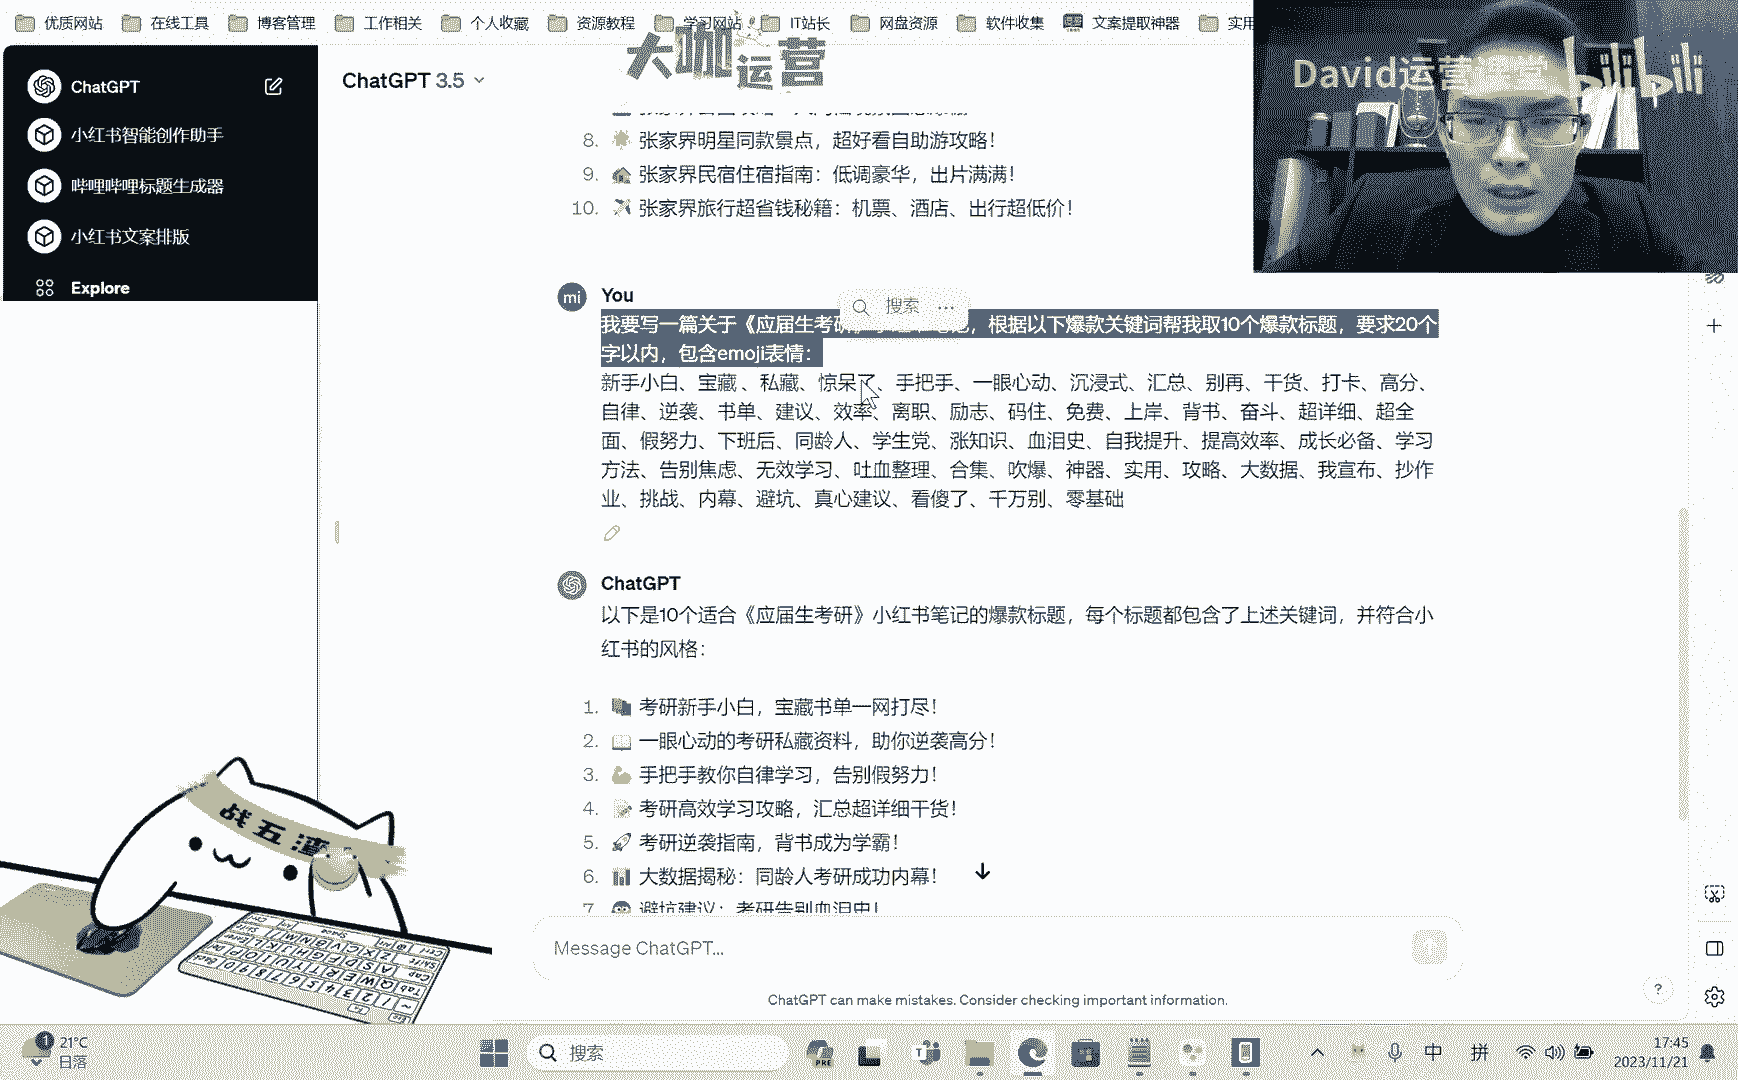 优质网站
在线工具
博客管理
工作相关
个人收藏
资源教程
学习网站
IT站长
网盘资源
软件收集
文案提取神器
实用
大咖运营
David运营课堂
bilibili
ChatGPT
小红书智能创作助手
哔哩哔哩标题生成器
小红书文案排版
Explore
ChatGPT 3.5
8. 张家界明星同款景点，超好看自助游攻略！
9. 张家界民宿住宿指南：低调豪华，出片满满！
10. 张家界旅行超省钱秘籍：机票、酒店、出行超低价！
mi
You
搜索 ...
我要写一篇关于《应届生考 根据以下爆款关键词帮我取10个爆款标题，要求20个
字以内，包含emoji表情：
新手小白、宝藏 、私藏、惊呆了、手把手、一眼心动、沉浸式、汇总、别再、干货、打卡、高分、
自律、逆袭、书单、建议、效率、离职、励志、码住、免费、上岸、背书、奋斗、超详细、超全
面、假努力、下班后、同龄人、学生党、涨知识、血泪史、自我提升、提高效率、成长必备、学习
方法、告别焦虑、无效学习、吐血整理、合集、吹爆、神器、实用、攻略、大数据、我宣布、抄作
业、挑战、内幕、避坑、真心建议、看傻了、千万别、零基础
ChatGPT
以下是10个适合《应届生考研》小红书笔记的爆款标题，每个标题都包含了上述关键词，并符合小
红书的风格：
1. 考研新手小白，宝藏书单一网打尽！
2. 一眼心动的考研私藏资料，助你逆袭高分！
3. 手把手教你自律学习，告别假努力！
4. 考研高效学习攻略，汇总超详细干货！
5. 考研逆袭指南，背书成为学霸！
6. 大数据揭秘：同龄人考研成功内幕！
7. 避坑建议：考研告别血泪史！
战五渣
Message ChatGPT...
ChatGPT can make mistakes. Consider checking important information.
?
1
21°C
日落
搜索
PRE
中
拼
17:45
2023/11/21